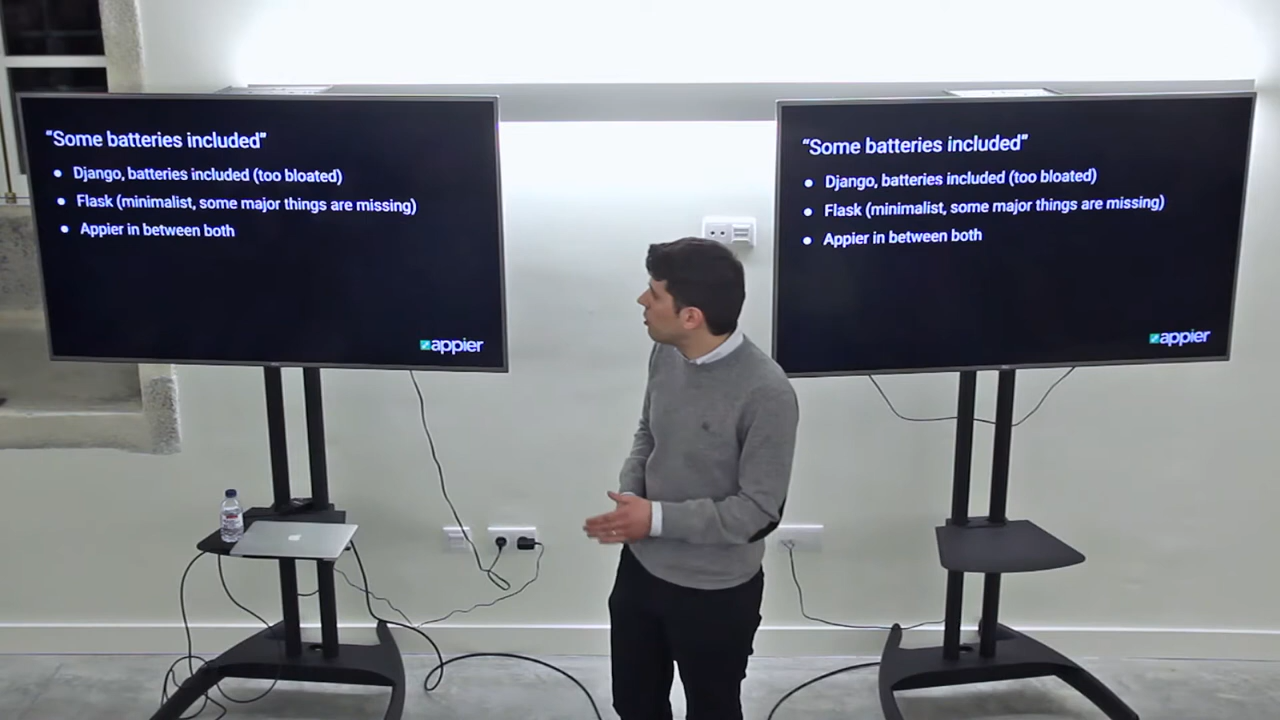 “Some batteries included”
● Django, batteries included (too bloated)
● Flask (minimalist, some major things are missing)
● Appier in between both
appier
“Some batteries included”
● Django, batteries included (too bloated)
● Flask (minimalist, some major things are missing)
● Appier in between both
appier